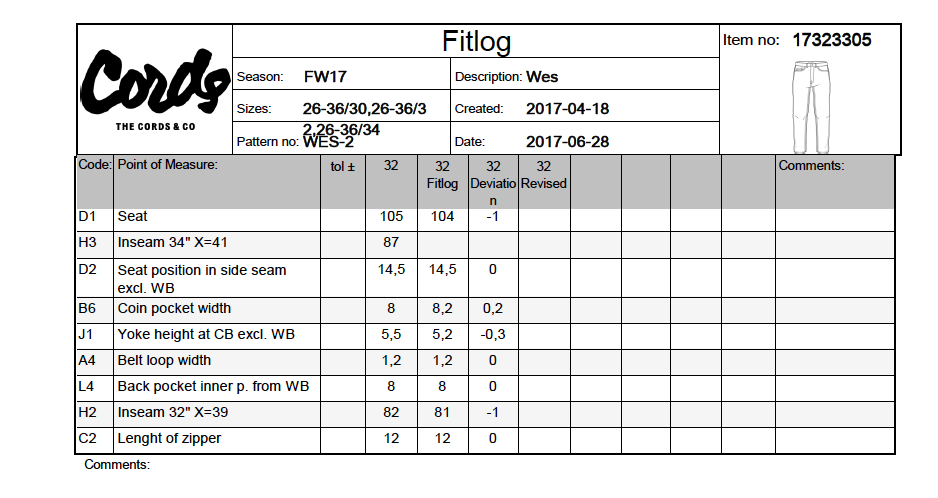 Cords
THE CORDS & CO
Fitlog
Item no: 17323305
Season: FW17 Description: Wes
Sizes: 26-36/30,26-36/3
2,26-36/34
Created: 2017-04-18
Pattern no: WES-2 Date: 2017-06-28
Code: Point of Measure: tol ± 32 32 Fitlog 32 Deviatio
n 32 Revised Comments:
D1 Seat 105 104 -1
H3 Inseam 34" X=41 87
D2 Seat position in side seam 14,5 14,5 0
excl. WB
B6 Coin pocket width 8 8,2 0,2
J1 Yoke height at CB excl. WB 5,5 5,2 -0,3
A4 Belt loop width 1,2 1,2 0
L4 Back pocket inner p. from WB 8 8 0
H2 Inseam 32" X=39 82 81 -1
C2 Lenght of zipper 12 12 0
Comments: